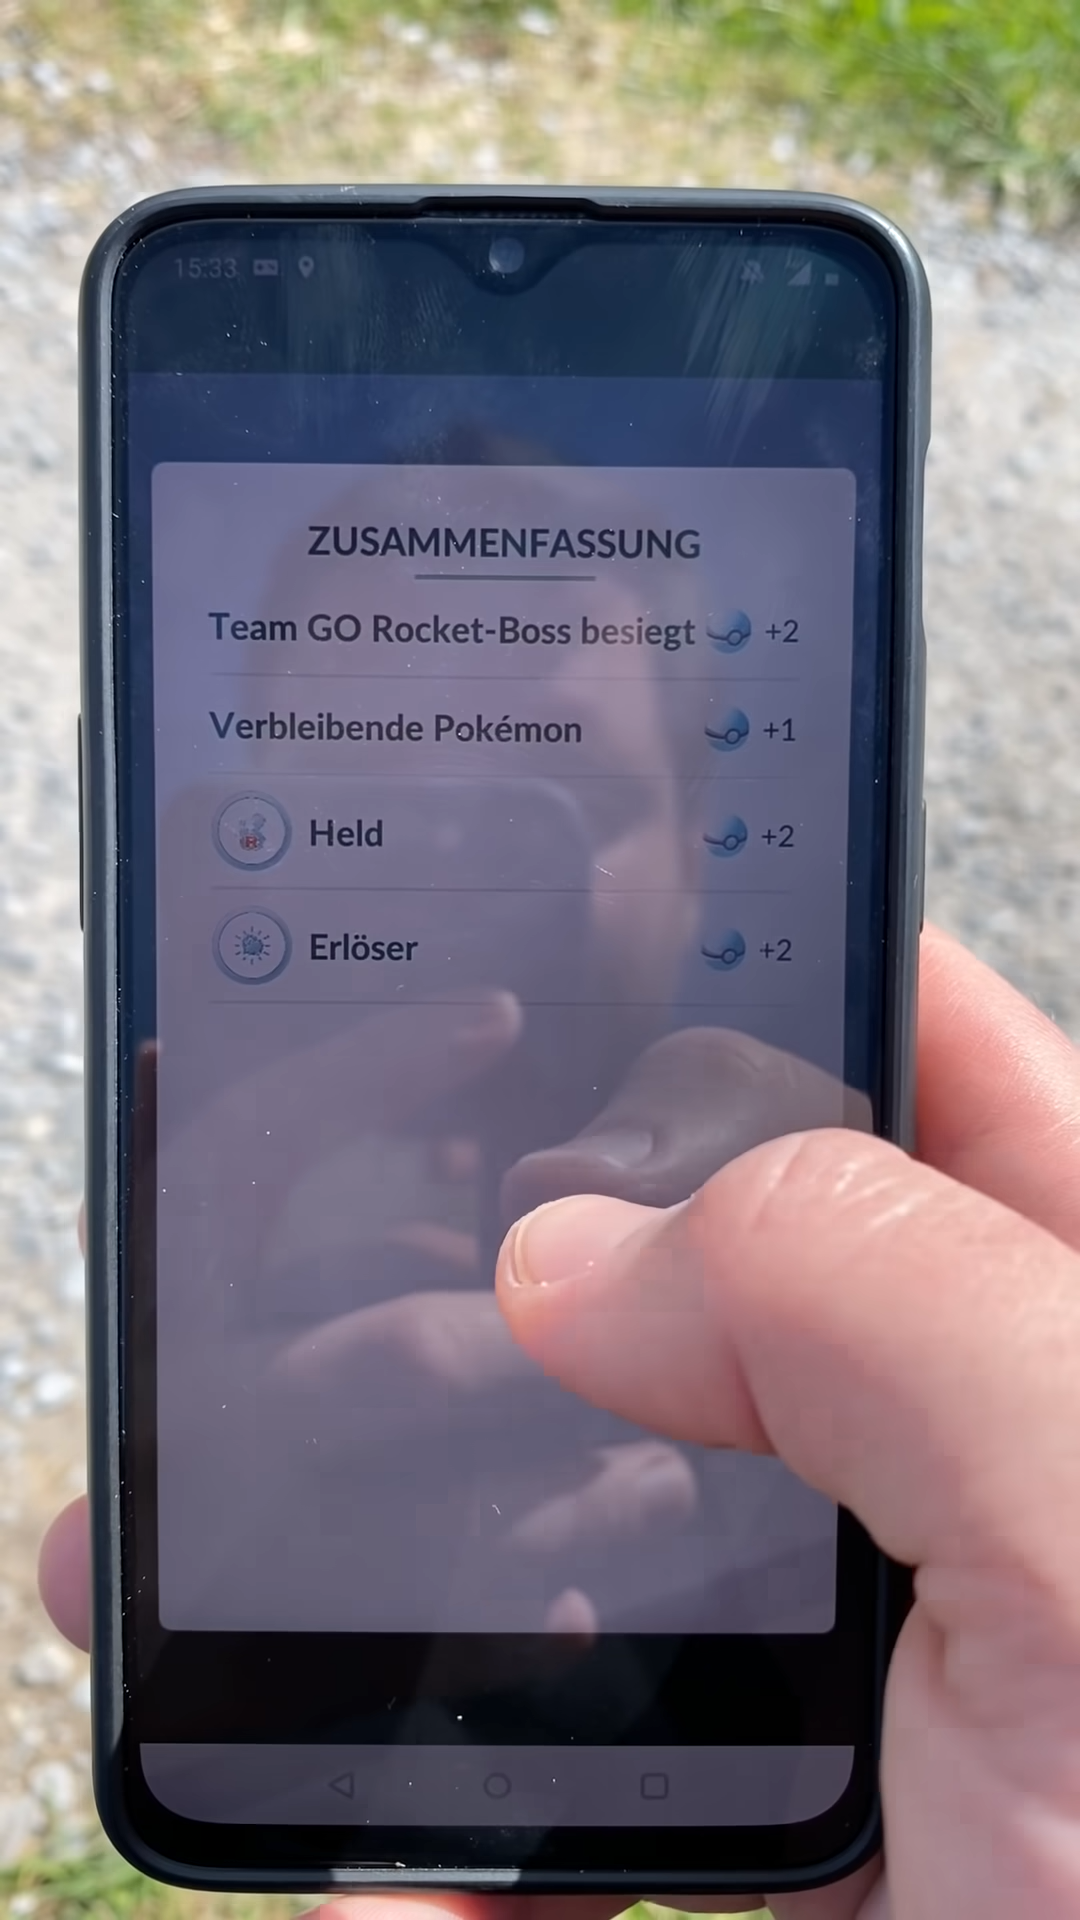 15:33
ZUSAMMENFASSUNG
Team GO Rocket-Boss besiegt +2
Verbleibende Pokémon +1
Held +2
Erlöser +2